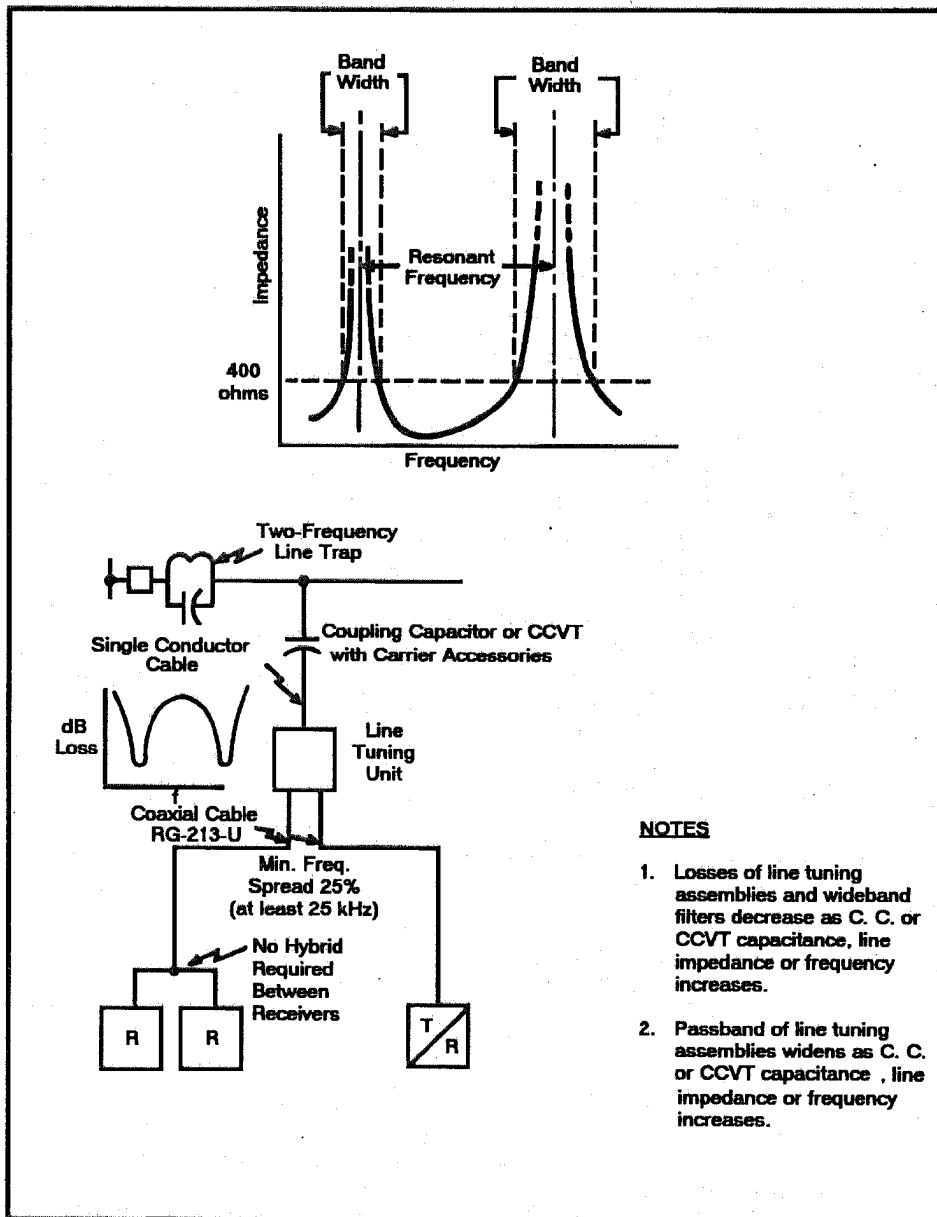 Band
Width
Band
Width
Impedance
Resonant
Frequency
400
ohms
Frequency
Two-Frequency
Line Trap
Single Conductor
Cable
Coupling Capacitor or CCVT
with Carrier Accessories
dB
Loss
f
Line
Tuning
Unit
Coaxial Cable
RG-213-U
Min. Freq.
Spread 25%
(at least 25 kHz)
No Hybrid
Required
Between
Receivers
R
R
T
R
NOTES
1. Losses of line tuning
assemblies and wideband
filters decrease as C. C. or
CCVT capacitance, line
impedance or frequency
increases.
2. Passband of line tuning
assemblies widens as C. C.
or CCVT capacitance , line
impedance or frequency
increases.